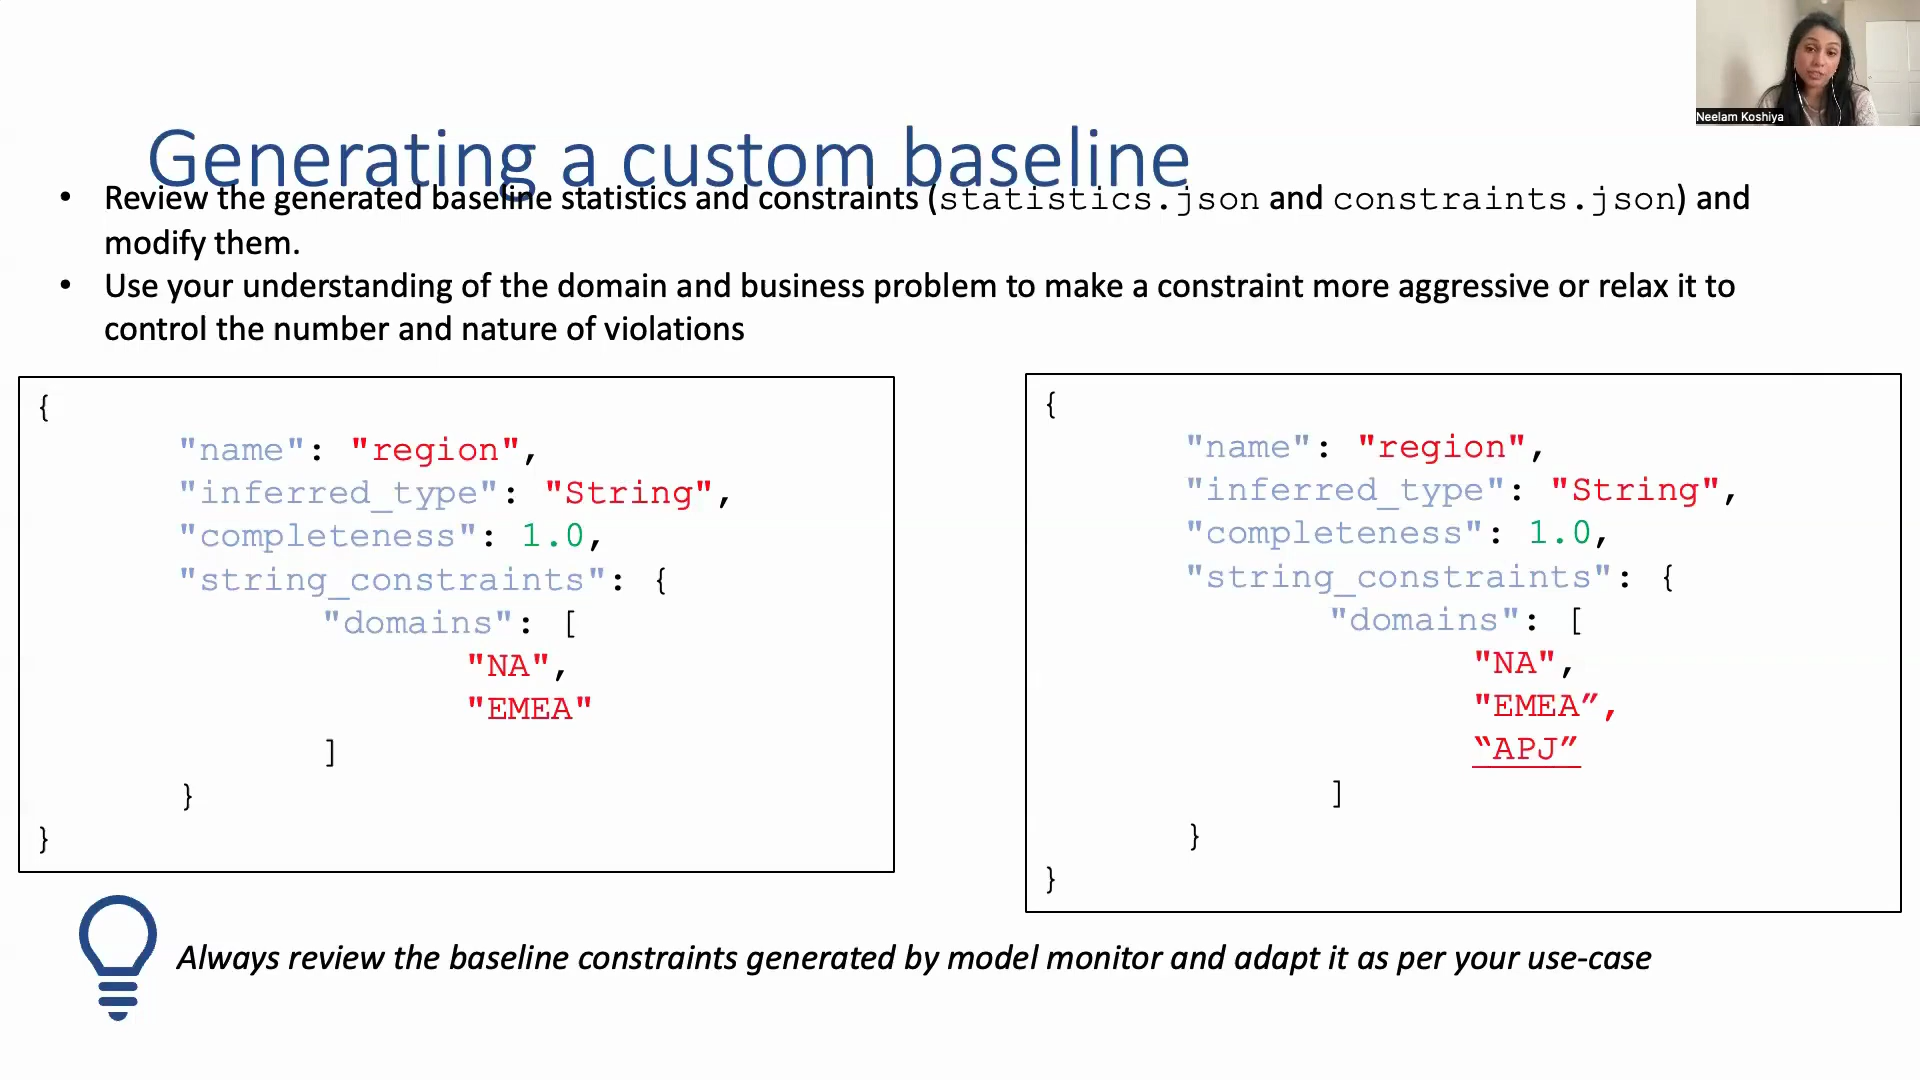 Neelam Koshiya
Generating a custom baseline
• Review the generated baseline statistics and constraints (statistics.json and constraints.json) and
modify them.
• Use your understanding of the domain and business problem to make a constraint more aggressive or relax it to
control the number and nature of violations
{
"name": "region",
"inferred_type": "String",
"completeness": 1.0,
"string_constraints": {
"domains": [
"NA",
"EMEA"
]
}
}
{
"name": "region",
"inferred_type": "String",
"completeness": 1.0,
"string_constraints": {
"domains": [
"NA",
"EMEA”,
“APJ”
]
}
}
Always review the baseline constraints generated by model monitor and adapt it as per your use-case